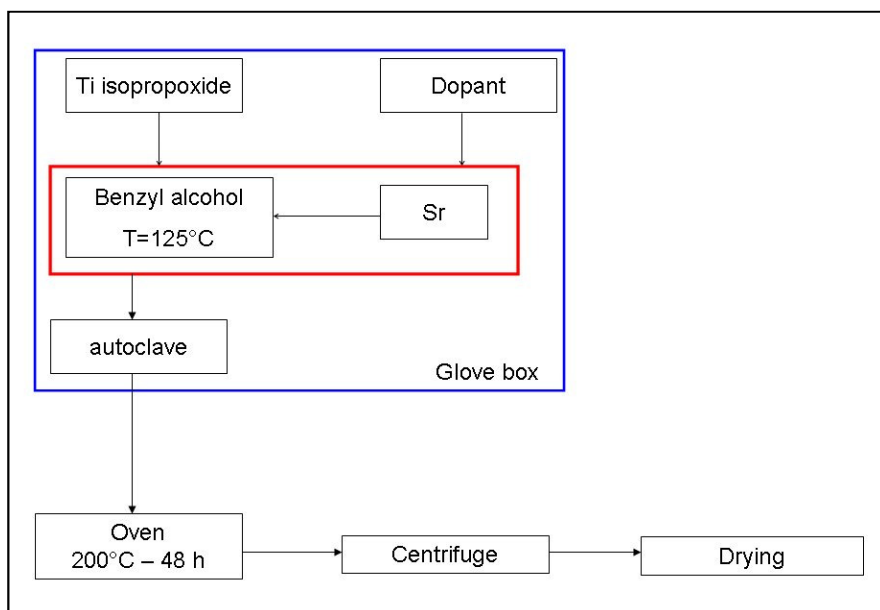 Ti isopropoxide
Dopant
Benzyl alcohol
T=125°C
Sr
autoclave
Glove box
Oven
200°C – 48 h
Centrifuge
Drying